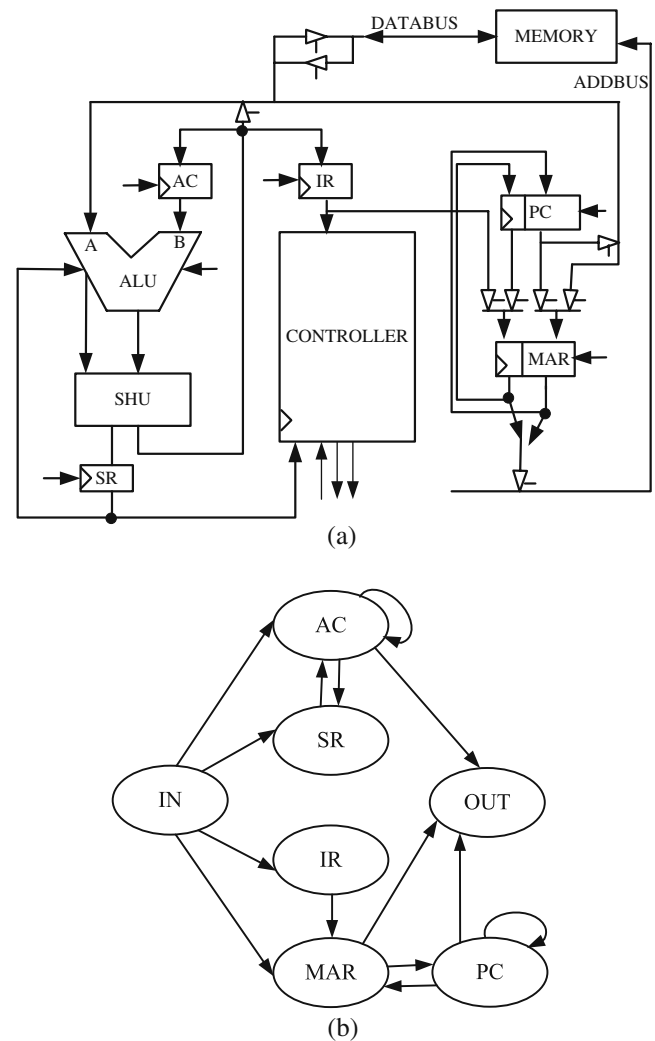 DATABUS
MEMORY
ADDBUS
AC
IR
PC
A
B
ALU
CONTROLLER
MAR
SHU
SR
(a)
AC
SR
IN
OUT
IR
MAR
PC
(b)